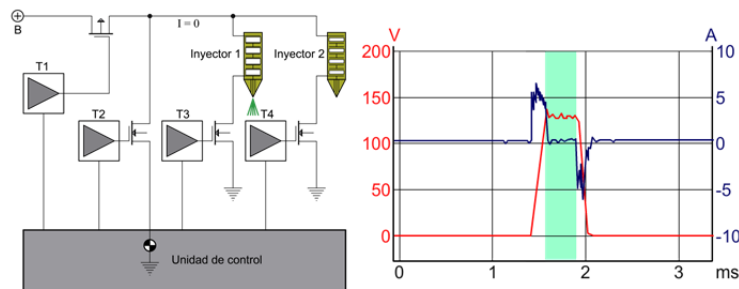 B
I = 0
Inyector 1
Inyector 2
T1
T2
T3
T4
Unidad de control
V
A
200
10
150
5
100
0
50
-5
0
-10
0
1
2
3
ms